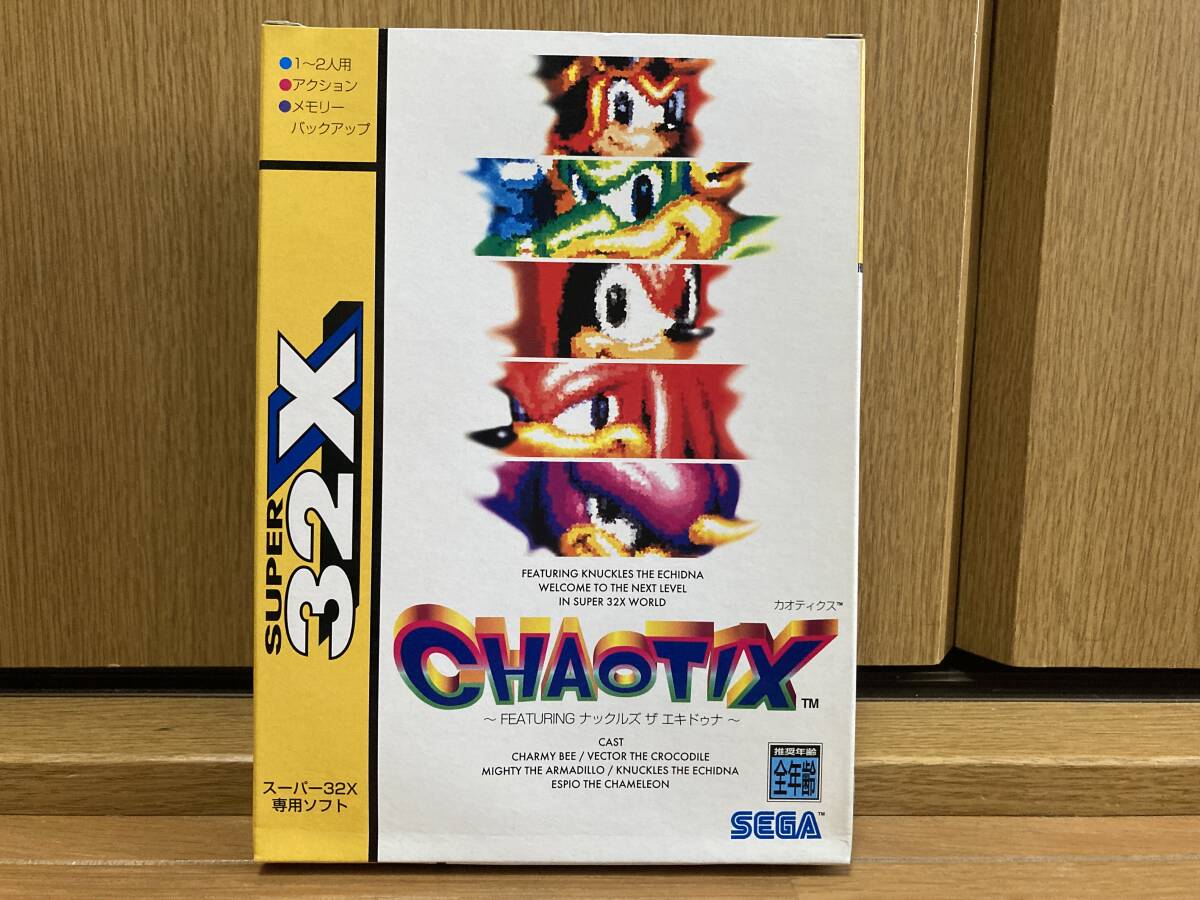 ●1〜2人用
●アクション
●メモリー
バックアップ
SUPER 32X
スーパー32X
専用ソフト
FEATURING KNUCKLES THE ECHIDNA
WELCOME TO THE NEXT LEVEL
IN SUPER 32X WORLD
カオティクス™
CHAOTIX™
〜 FEATURING ナックルズ ザ エキドゥナ 〜
CAST
CHARMY BEE / VECTOR THE CROCODILE
MIGHTY THE ARMADILLO / KNUCKLES THE ECHIDNA
ESPIO THE CHAMELEON
推奨年齢
全年齢
SEGA™